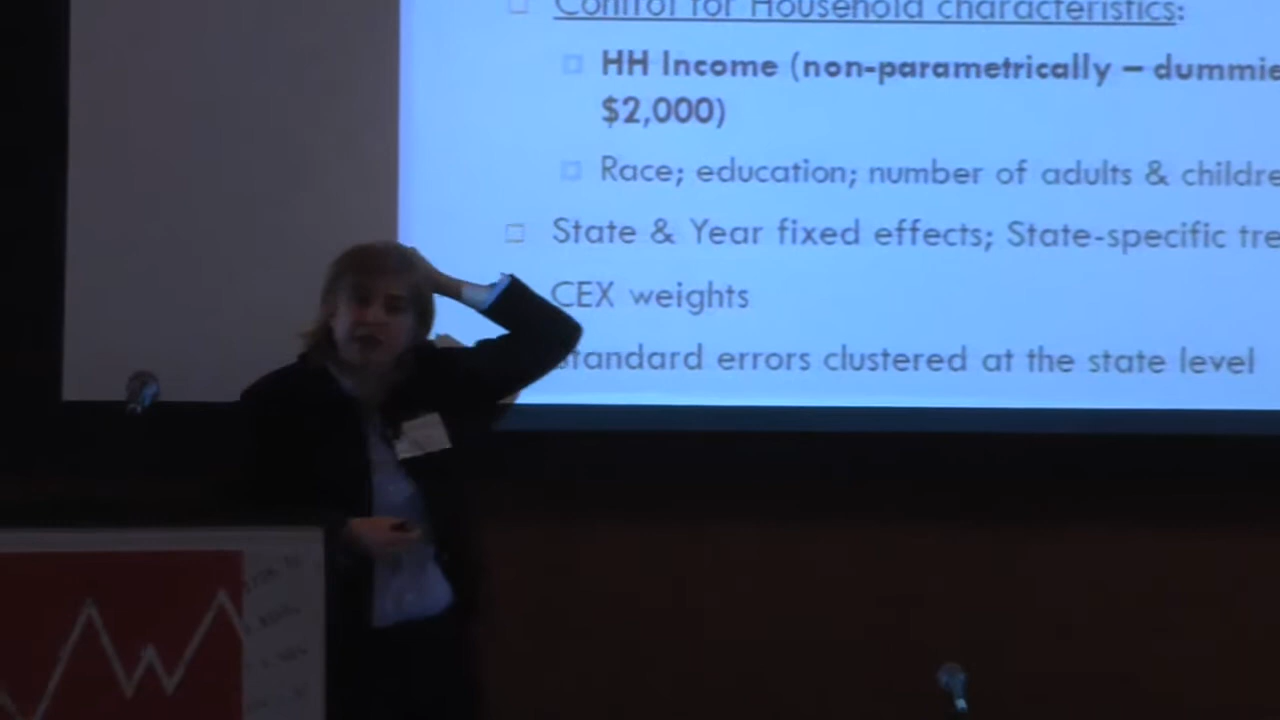 Control for Household characteristics:
HH Income (non-parametrically – dummie
$2,000)
Race; education; number of adults & childre
State & Year fixed effects; State-specific tre
CEX weights
standard errors clustered at the state level